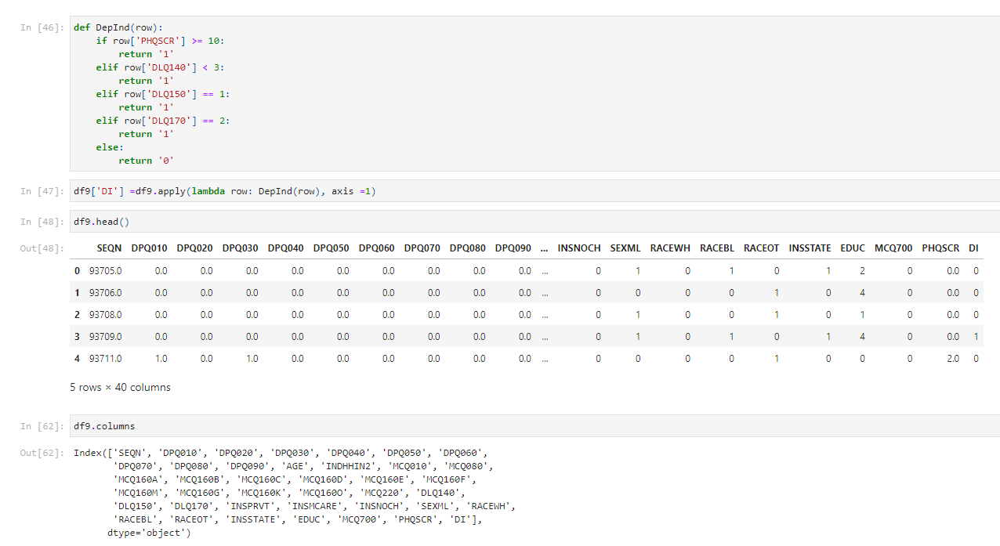 In [46]: def DepInd(row):
    if row['PHQSCR'] >= 10:
        return '1'
    elif row['DLQ140'] < 3:
        return '1'
    elif row['DLQ150'] == 1:
        return '1'
    elif row['DLQ170'] == 2:
        return '1'
    else:
        return '0'
In [47]: df9['DI'] =df9.apply(lambda row: DepInd(row), axis =1)
In [48]: df9.head()
Out[48]: SEQN DPQ010 DPQ020 DPQ030 DPQ040 DPQ050 DPQ060 DPQ070 DPQ080 DPQ090 ... INSNOCH SEXML RACEWH RACEBL RACEOT INSSTATE EDUC MCQ700 PHQSCR DI
0 93705.0 0.0 0.0 0.0 0.0 0.0 0.0 0.0 0.0 0.0 ... 0 1 0 1 0 1 2 0 0.0 0
1 93706.0 0.0 0.0 0.0 0.0 0.0 0.0 0.0 0.0 0.0 ... 0 0 0 0 1 0 4 0 0.0 0
2 93708.0 0.0 0.0 0.0 0.0 0.0 0.0 0.0 0.0 0.0 ... 0 1 0 0 1 0 1 0 0.0 0
3 93709.0 0.0 0.0 0.0 0.0 0.0 0.0 0.0 0.0 0.0 ... 0 1 0 1 0 1 4 0 0.0 1
4 93711.0 1.0 0.0 1.0 0.0 0.0 0.0 0.0 0.0 0.0 ... 0 0 0 0 1 0 0 0 2.0 0
5 rows × 40 columns
In [62]: df9.columns
Out[62]: Index(['SEQN', 'DPQ010', 'DPQ020', 'DPQ030', 'DPQ040', 'DPQ050', 'DPQ060',
'DPQ070', 'DPQ080', 'DPQ090', 'AGE', 'INDHHIN2', 'MCQ010', 'MCQ080',
'MCQ160A', 'MCQ160B', 'MCQ160C', 'MCQ160D', 'MCQ160E', 'MCQ160F',
'MCQ160M', 'MCQ160G', 'MCQ160K', 'MCQ160O', 'MCQ220', 'DLQ140',
'DLQ150', 'DLQ170', 'INSPRVT', 'INSMCARE', 'INSNOCH', 'SEXML', 'RACEWH',
'RACEBL', 'RACEOT', 'INSSTATE', 'EDUC', 'MCQ700', 'PHQSCR', 'DI'],
dtype='object')